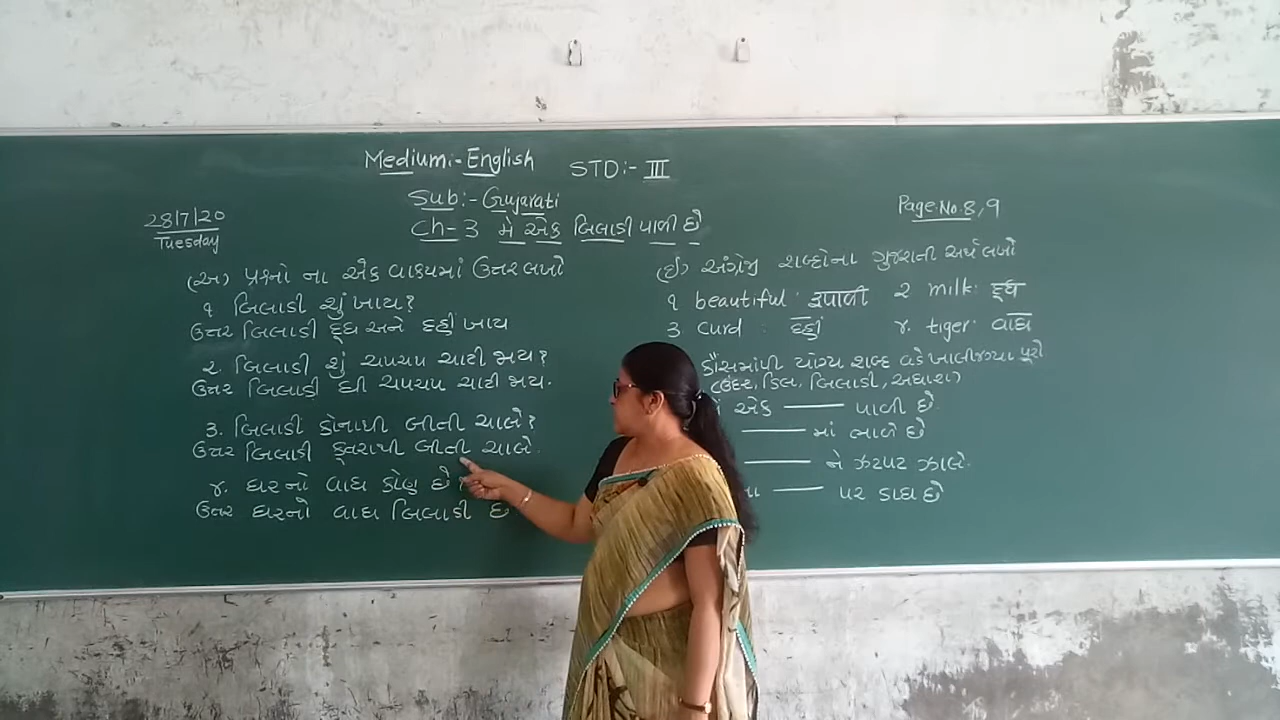 Medium:- English STD:- III
Sub:- Gujarati
Ch-3 મેં એક બિલાડી પાળી છે
28/7/20
Tuesday
Page No. 8, 9
(અ) પ્રશ્નો ના એક વાકયમાં ઉત્તર લખો
૧ બિલાડી શું ખાય?
ઉત્તર બિલાડી દૂધ અને દહીં ખાય
૨. બિલાડી શું ચપચપ ચાટી જાય?
ઉત્તર બિલાડી ઘી ચપચપ ચાટી જાય.
૩. બિલાડી કોનાથી બીતી ચાલે?
ઉત્તર બિલાડી કૂતરાથી બીતી ચાલે.
૪. ઘરનો વાઘ કોણ છે?
ઉત્તર ઘરનો વાઘ બિલાડી છે
(ઈ) અંગ્રેજી શબ્દોના ગુજરાતી અર્થ લખો
૧ beautiful : રૂપાળી ૨ milk: દૂધ
૩ curd : દહીં ૪. tiger: વાઘ
કૌંસમાંથી યોગ્ય શબ્દ વડે ખાલીજગ્યા પૂરો
(ઉંદર, ડિલ, બિલાડી, અંધારા)
એક —— પાળી છે.
—— માં ભાળે છે
—— ને ઝટપટ ઝાલે.
ના —— પર ડાઘ છે